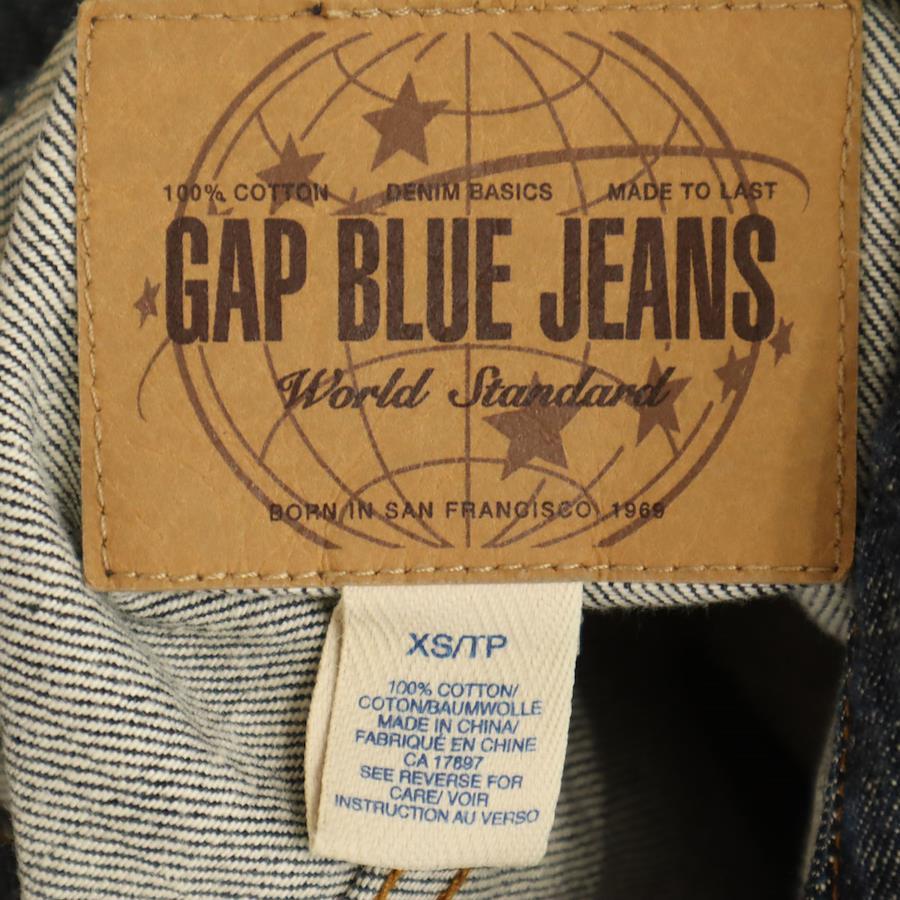 100% COTTON DENIM BASICS MADE TO LAST
GAP BLUE JEANS
World Standard
BORN IN SAN FRANCISCO 1969
XS/TP
100% COTTON/
COTON/BAUMWOLLE
MADE IN CHINA/
FABRIQUÉ EN CHINE
CA 17897
SEE REVERSE FOR
CARE/ VOIR
INSTRUCTION AU VERSO